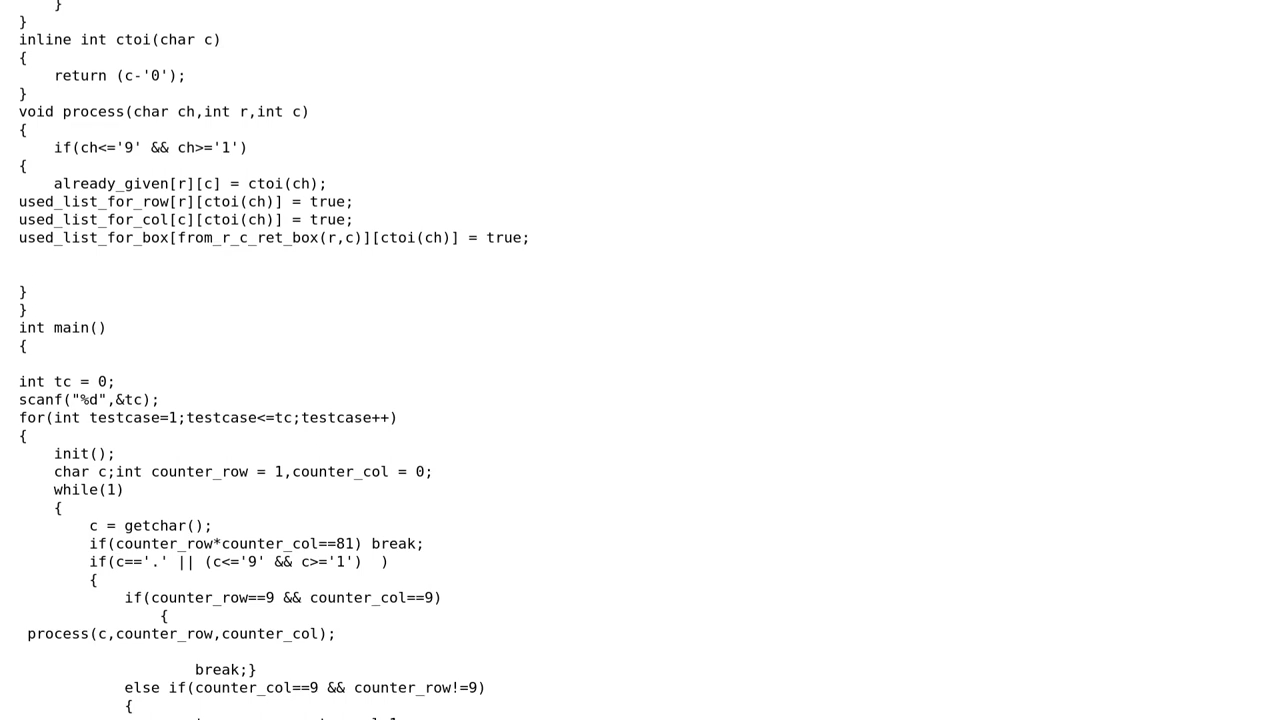 }
}
inline int ctoi(char c)
{
    return (c-'0');
}
void process(char ch,int r,int c)
{
    if(ch<='9' && ch>='1')
{
    already_given[r][c] = ctoi(ch);
used_list_for_row[r][ctoi(ch)] = true;
used_list_for_col[c][ctoi(ch)] = true;
used_list_for_box[from_r_c_ret_box(r,c)][ctoi(ch)] = true;


}
}
int main()
{

int tc = 0;
scanf("%d",&tc);
for(int testcase=1;testcase<=tc;testcase++)
{
    init();
    char c;int counter_row = 1,counter_col = 0;
    while(1)
    {
        c = getchar();
        if(counter_row*counter_col==81) break;
        if(c=='.' || (c<='9' && c>='1')  )
        {
            if(counter_row==9 && counter_col==9)
                {
 process(c,counter_row,counter_col);

                    break;}
            else if(counter_col==9 && counter_row!=9)
            {